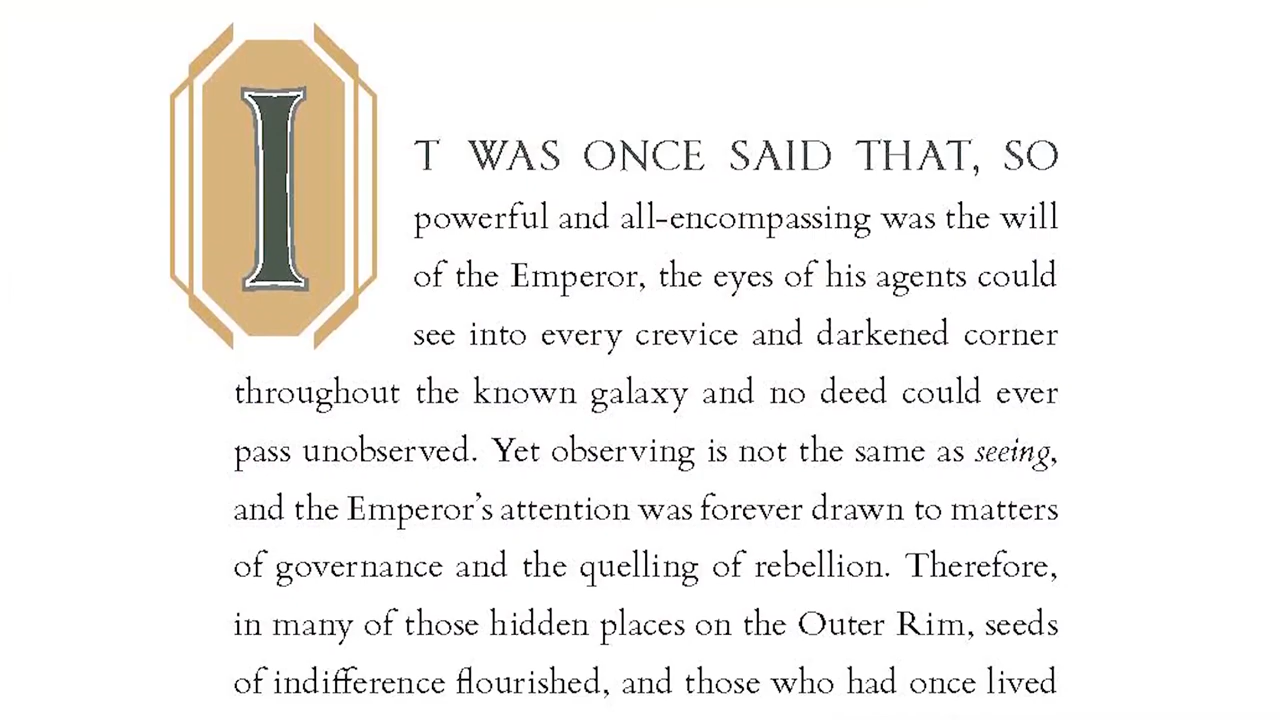 IT WAS ONCE SAID THAT, SO
powerful and all-encompassing was the will
of the Emperor, the eyes of his agents could
see into every crevice and darkened corner
throughout the known galaxy and no deed could ever
pass unobserved. Yet observing is not the same as seeing,
and the Emperor’s attention was forever drawn to matters
of governance and the quelling of rebellion. Therefore,
in many of those hidden places on the Outer Rim, seeds
of indifference flourished, and those who had once lived